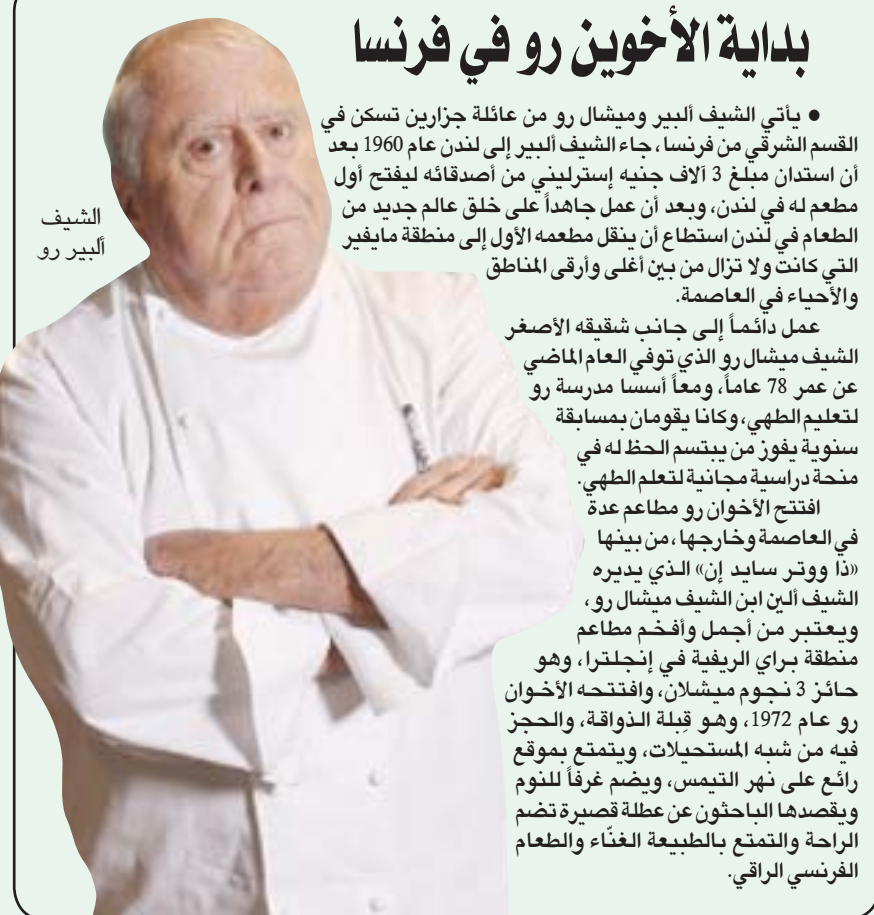 بداية الأخوين رو في فرنسا
● يأتي الشيف ألبير وميشال رو من عائلة جزارين تسكن في
القسم الشرقي من فرنسا، جاء الشيف ألبير إلى لندن عام 1960 بعد
أن استدان مبلغ 3 آلاف جنيه إسترليني من أصدقائه ليفتح أول
مطعم له في لندن، وبعد أن عمل جاهداً على خلق عالم جديد من
الطعام في لندن استطاع أن ينقل مطعمه الأول إلى منطقة مايفير
التي كانت ولا تزال من بين أغلى وأرقى المناطق
والأحياء في العاصمة.
عمل دائماً إلى جانب شقيقه الأصغر
الشيف ميشال رو الذي توفي العام الماضي
عن عمر 78 عاماً، ومعاً أسسا مدرسة رو
لتعليم الطهي، وكانا يقومان بمسابقة
سنوية يفوز من يبتسم الحظ له في
منحة دراسية مجانية لتعلم الطهي.
افتتح الأخوان رو مطاعم عدة
في العاصمة وخارجها، من بينها
«ذا ووتر سايد إن» الذي يديره
الشيف ألين ابن الشيف ميشال رو،
ويعتبر من أجمل وأفخم مطاعم
منطقة براي الريفية في إنجلترا، وهو
حائز 3 نجوم ميشلان، وافتتحه الأخوان
رو عام 1972، وهو قِبلة الذواقة، والحجز
فيه من شبه المستحيلات، ويتمتع بموقع
رائع على نهر التيمس، ويضم غرفاً للنوم
ويقصدها الباحثون عن عطلة قصيرة تضم
الراحة والتمتع بالطبيعة الغنّاء والطعام
الفرنسي الراقي.
الشيف
ألبير رو